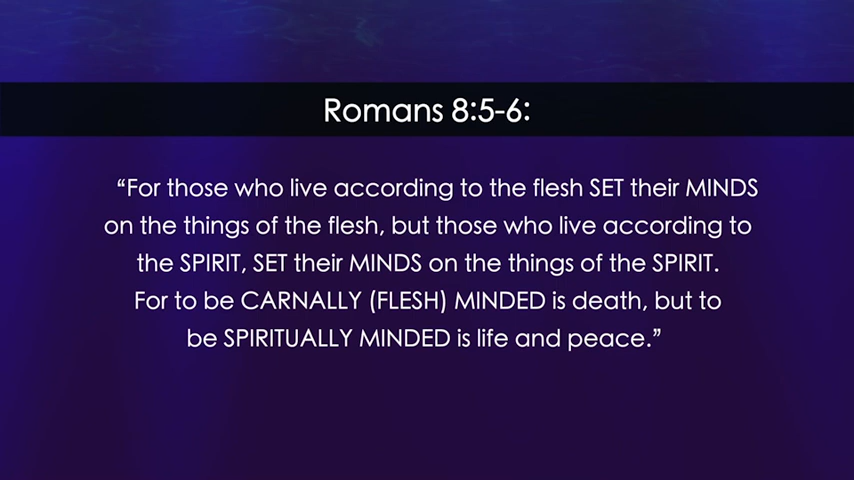 Romans 8:5-6:
“For those who live according to the flesh SET their MINDS
on the things of the flesh, but those who live according to
the SPIRIT, SET their MINDS on the things of the SPIRIT.
For to be CARNALLY (FLESH) MINDED is death, but to
be SPIRITUALLY MINDED is life and peace.”